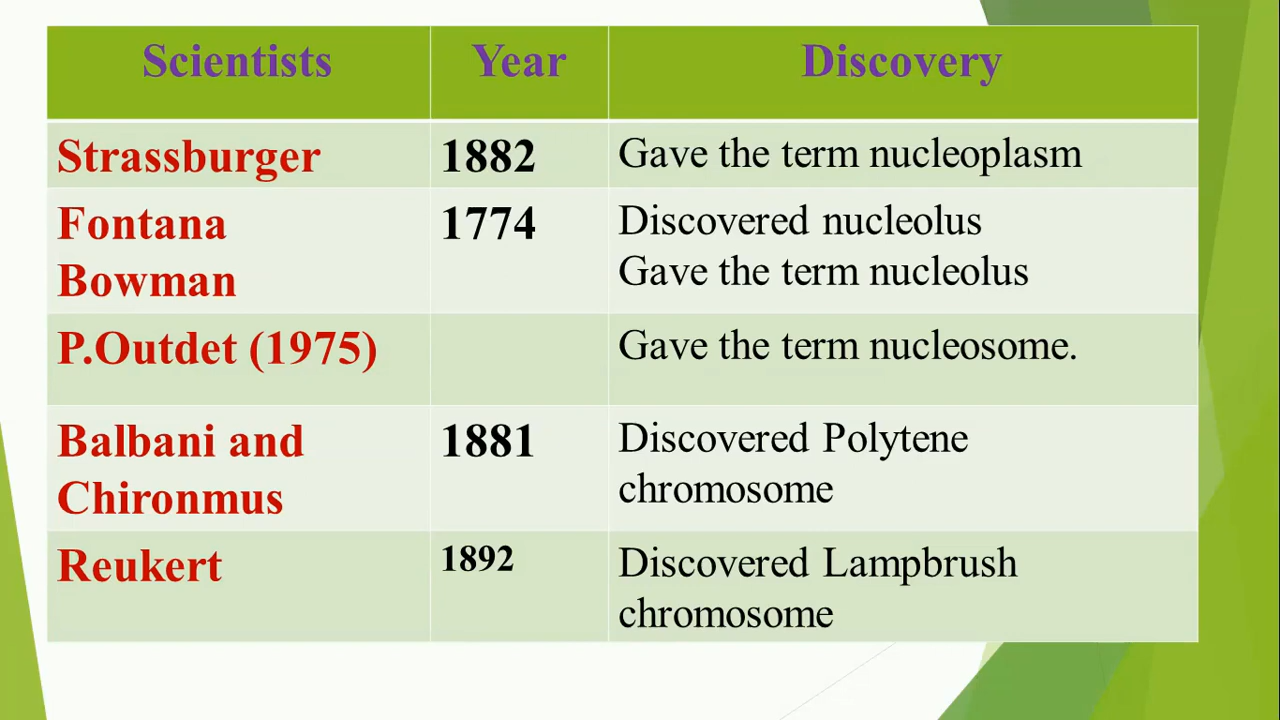 Scientists Year Discovery
Strassburger 1882 Gave the term nucleoplasm
Fontana 1774 Discovered nucleolus
Bowman Gave the term nucleolus
P.Outdet (1975) Gave the term nucleosome.
Balbani and 1881 Discovered Polytene
Chironmus chromosome
Reukert 1892 Discovered Lampbrush
chromosome